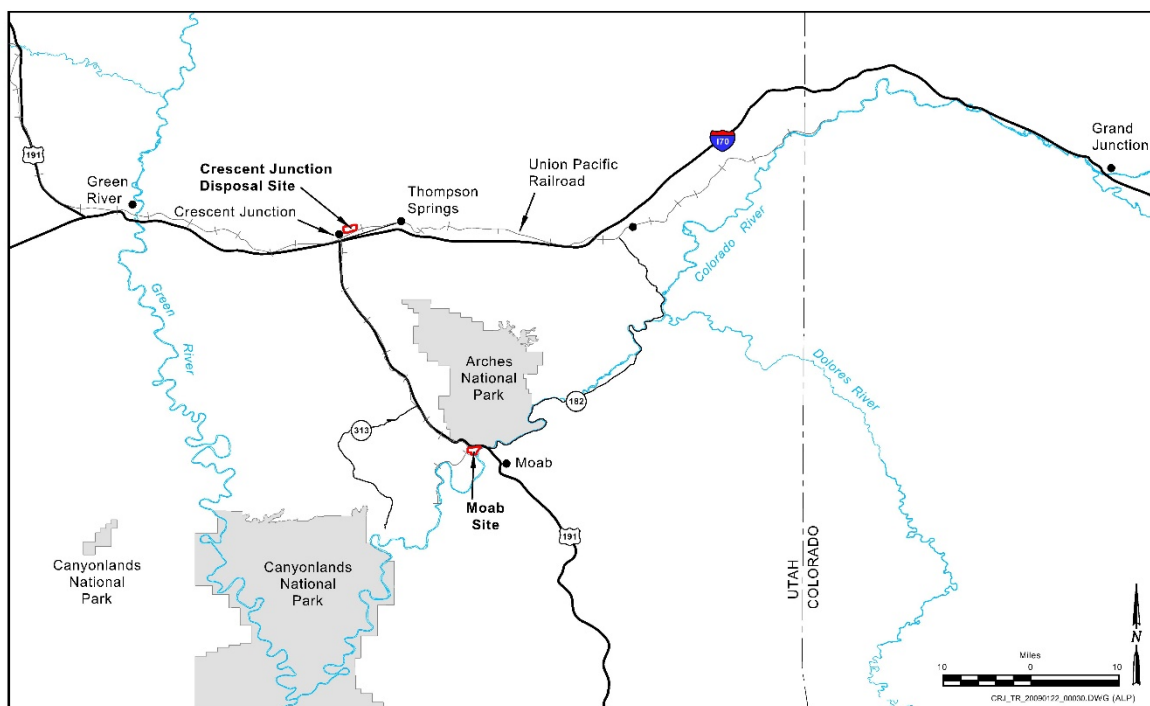 191
Green
River
Crescent Junction
Disposal Site
Crescent Junction
Thompson
Springs
Union Pacific
Railroad
I70
Grand
Junction
Colorado River
Green
River
Arches
National
Park
Dolores River
182
313
Moab
Moab
Site
191
Canyonlands
National
Park
Canyonlands
National
Park
UTAH
COLORADO
N
Miles
10 0 10
CRJ_TR_20090122_00030.DWG (ALP)